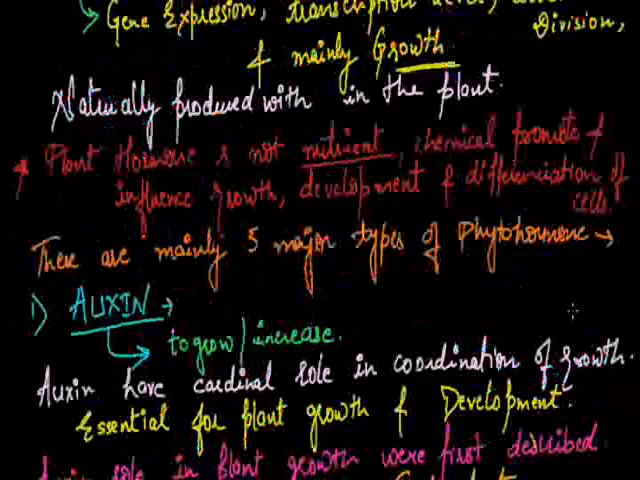 Gene Expression, transcription
Division,
& mainly Growth
Naturally produced with in the plant.
Plant Hormone is not nutrient, chemical promote &
influence growth, development & differentiation of
cells.
There are mainly 5 major types of Phytohormone →
1) AUXIN →
to grow/increase.
Auxin have cardinal role in coordination of growth.
Essential for plant growth & Development.
role in Plant growth were first described